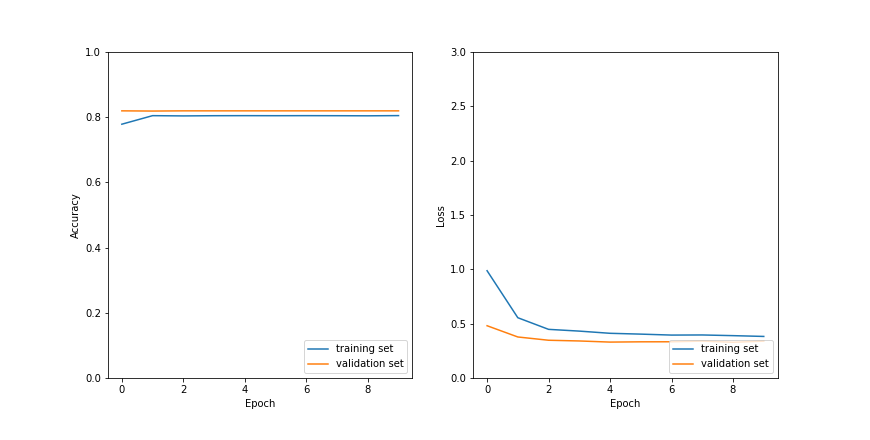 1.0
0.8
0.6
0.4
0.2
0.0
Accuracy
0 2 4 6 8
Epoch
training set
validation set
3.0
2.5
2.0
1.5
1.0
0.5
0.0
Loss
0 2 4 6 8
Epoch
training set
validation set